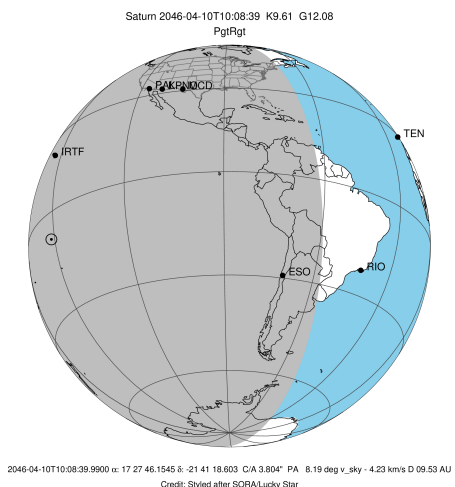 Saturn 2046-04-10T10:08:39 K9.61 G12.08
PgtRgt
MCD
TEN
IRTF
ESO
RIO
2046-04-10T10:08:39.9900 α: 17 27 46.1545 δ: -21 41 18.603 C/A 3.804" PA 8.19 deg v_sky - 4.23 km/s D 09.53 AU
Credit: Styled after SORA/Lucky Star